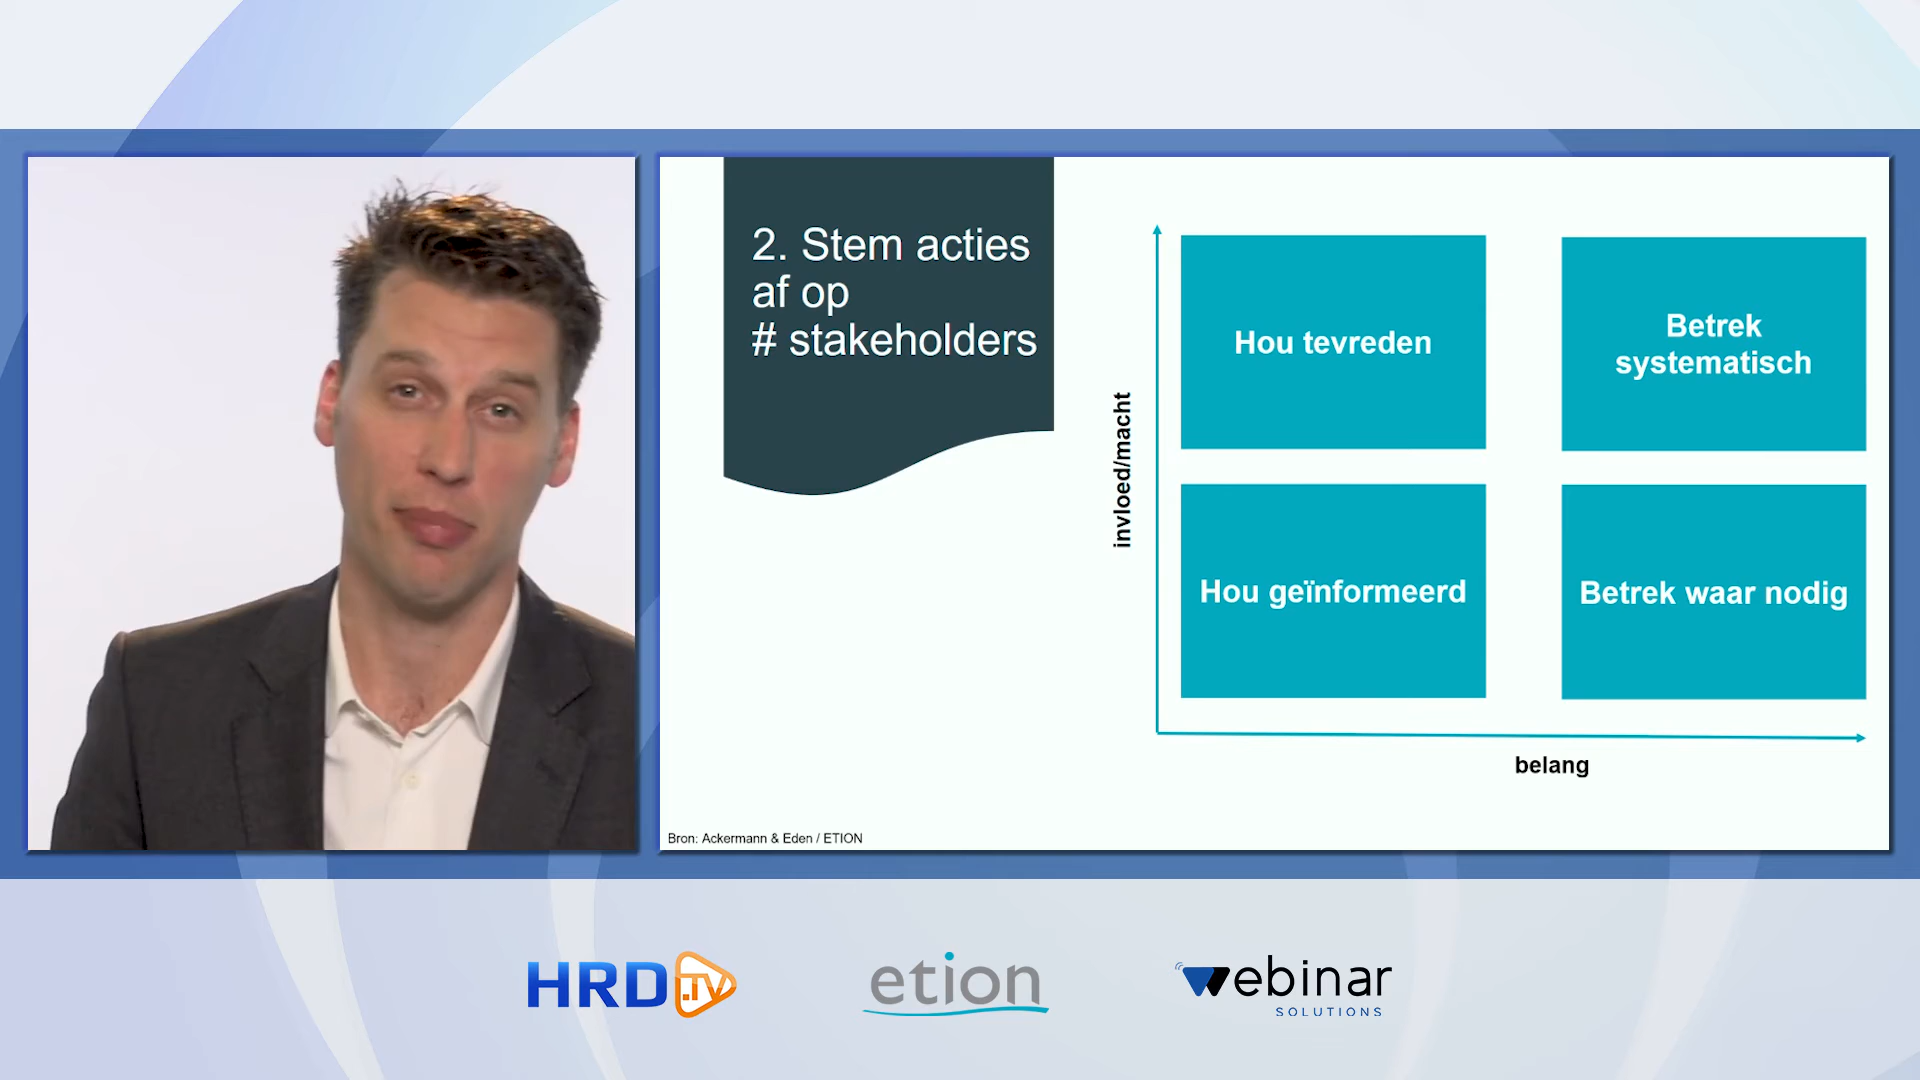 2. Stem acties
af op
# stakeholders
invloed/macht
Hou tevreden
Betrek
systematisch
Hou geïnformeerd
Betrek waar nodig
belang
Bron: Ackermann & Eden / ETION
HRD.TV
etion
Webinar
SOLUTIONS